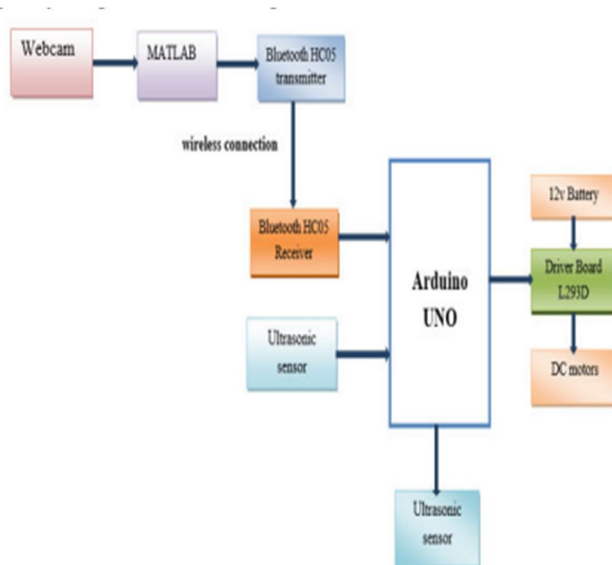 Webcam
MATLAB
Bluetooth HC05
transmitter
wireless connection
Bluetooth HC05
Receiver
Ultrasonic
sensor
Arduino
UNO
12v Battery
Driver Board
L293D
DC motors
Ultrasonic
sensor